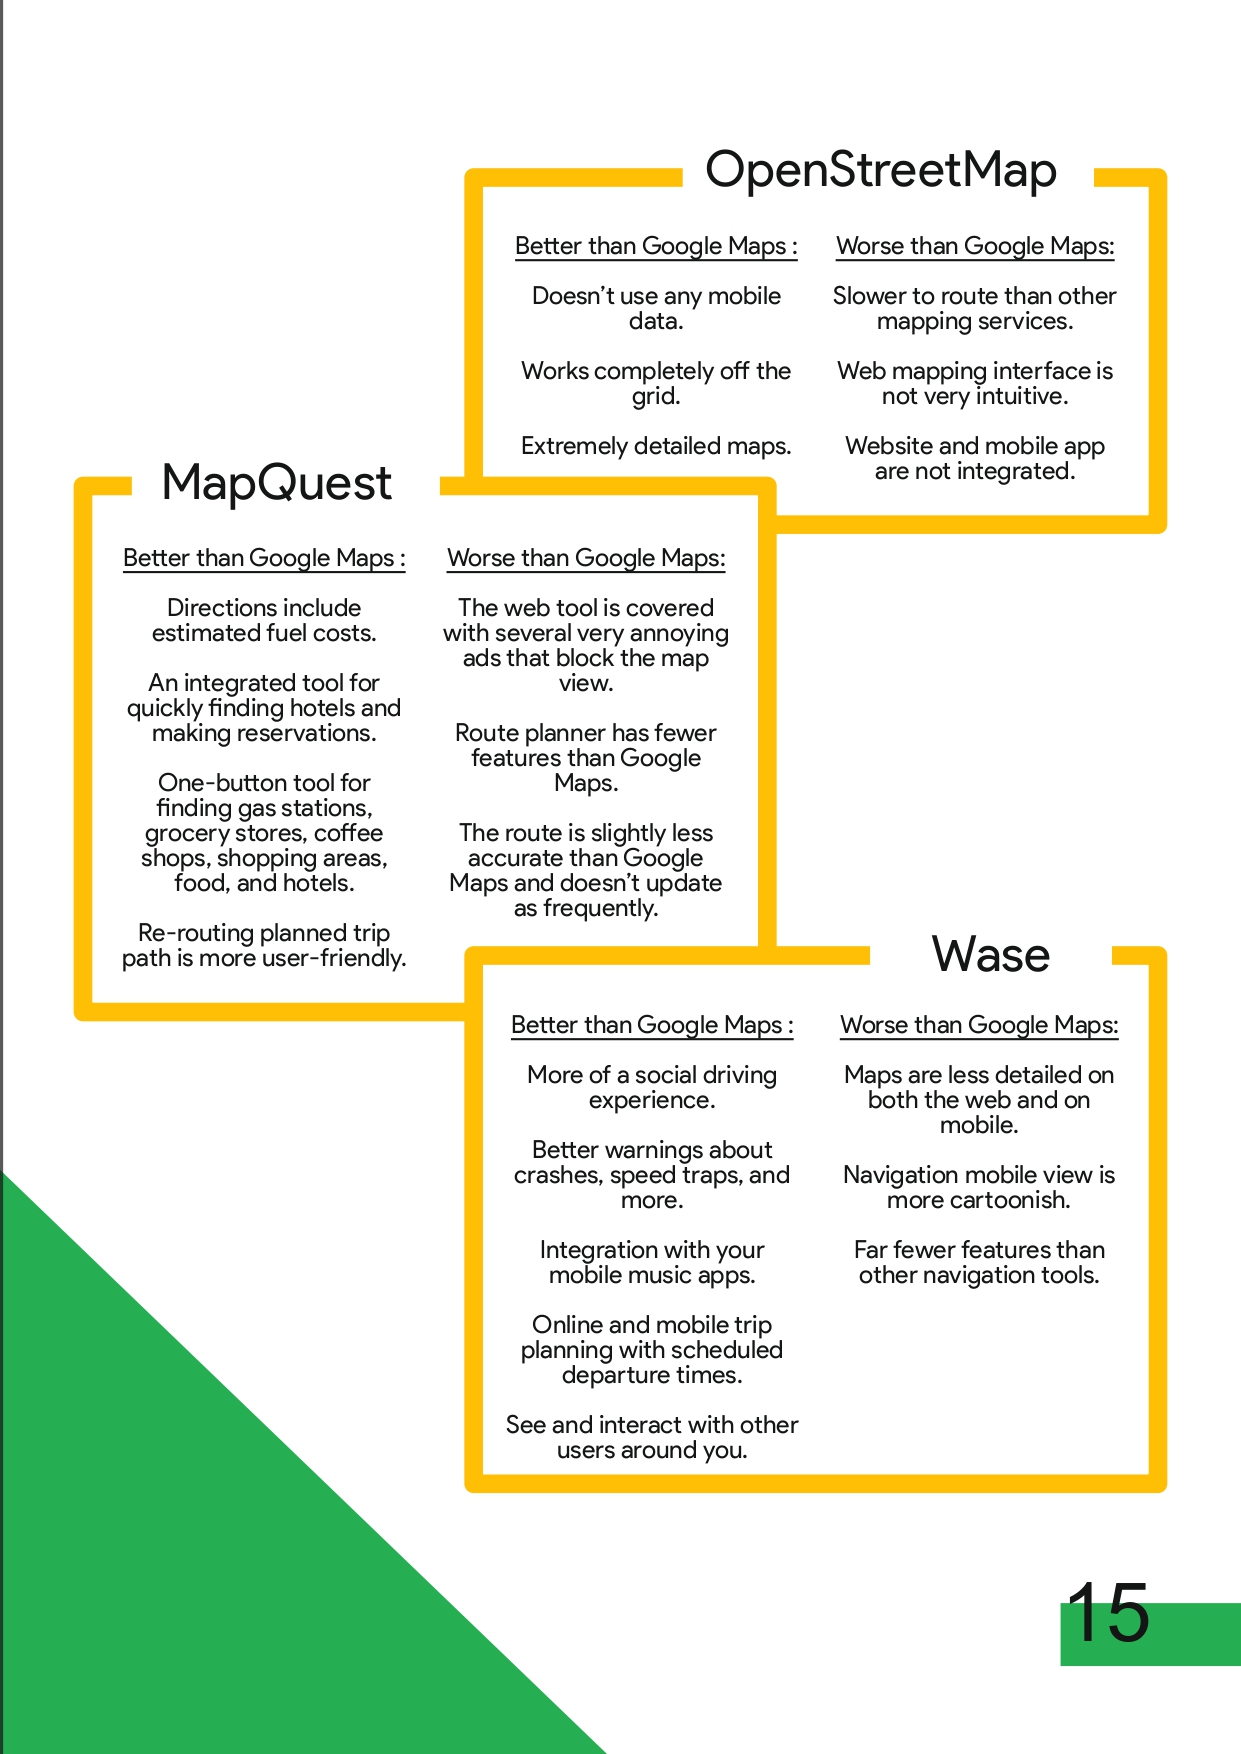 OpenStreetMap
Better than Google Maps :
Doesn’t use any mobile
data.
Works completely off the
grid.
Extremely detailed maps.
Worse than Google Maps:
Slower to route than other
mapping services.
Web mapping interface is
not very intuitive.
Website and mobile app
are not integrated.
MapQuest
Better than Google Maps :
Directions include
estimated fuel costs.
An integrated tool for
quickly finding hotels and
making reservations.
One-button tool for
finding gas stations,
grocery stores, coffee
shops, shopping areas,
food, and hotels.
Re-routing planned trip
path is more user-friendly.
Worse than Google Maps:
The web tool is covered
with several very annoying
ads that block the map
view.
Route planner has fewer
features than Google
Maps.
The route is slightly less
accurate than Google
Maps and doesn’t update
as frequently.
Wase
Better than Google Maps :
More of a social driving
experience.
Better warnings about
crashes, speed traps, and
more.
Integration with your
mobile music apps.
Online and mobile trip
planning with scheduled
departure times.
See and interact with other
users around you.
Worse than Google Maps:
Maps are less detailed on
both the web and on
mobile.
Navigation mobile view is
more cartoonish.
Far fewer features than
other navigation tools.
15